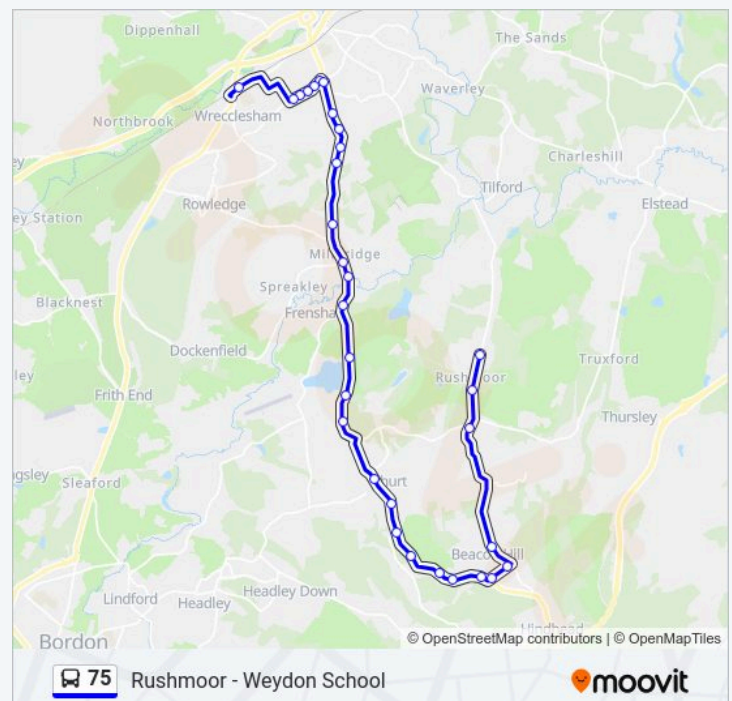 Dippenhall
The Sands
Waverley
Wrecclesham
Northbrook
Charleshill
Tilford
Elstead
Rowledge
ey Station
Millbridge
Spreakley
Blacknest
Frensha
Dockenfield
Truxford
ley
Rushmoor
Frith End
Thursley
ngsley
Sleaford
hurt
Beacon Hill
Headley Down
Lindford
Headley
Hindhead
Bordon
© OpenStreetMap contributors | © OpenMapTiles
75 Rushmoor - Weydon School
moovit